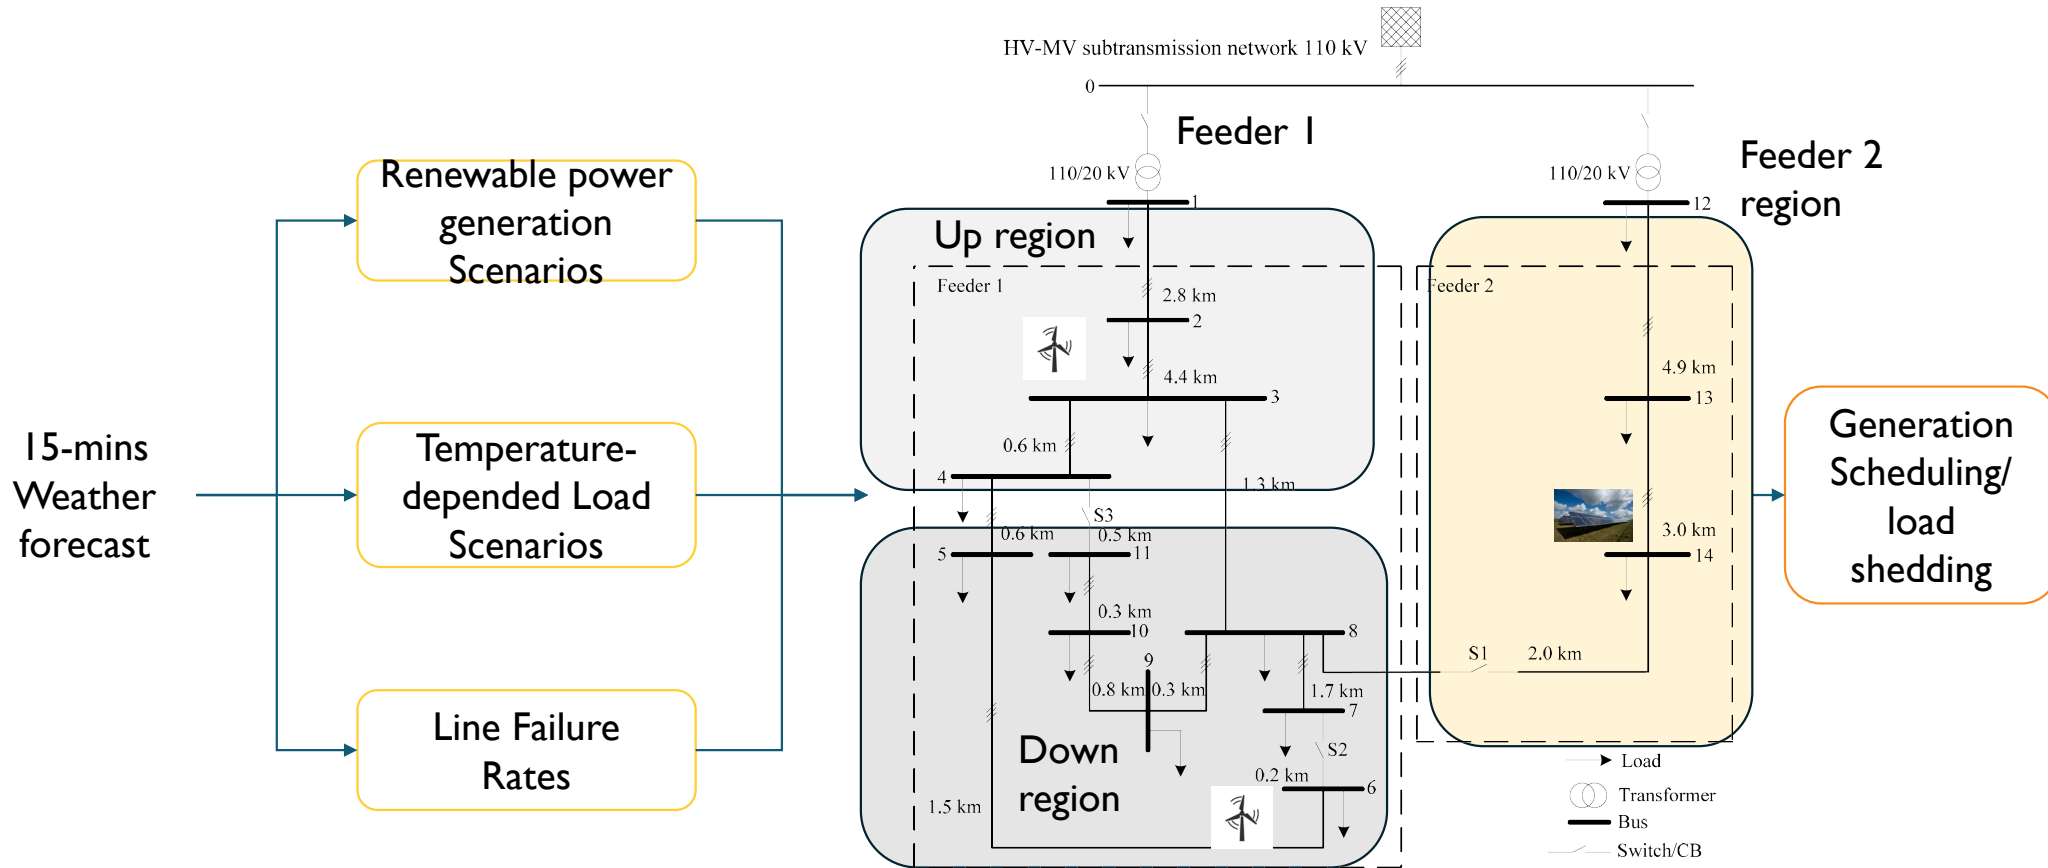 15-mins
Weather
forecast
Renewable power
generation
Scenarios
Temperature-
depended Load
Scenarios
Line Failure
Rates
HV-MV subtransmission network 110 kV
0
Feeder 1
110/20 kV
1
Up region
Feeder 1
2.8 km
2
4.4 km
3
0.6 km
4
1.3 km
S3
0.6 km
0.5 km
5
11
0.3 km
10
8
9
0.8 km
0.3 km
1.7 km
7
Down
region
S2
0.2 km
6
1.5 km
Feeder 2
region
110/20 kV
12
Feeder 2
4.9 km
13
3.0 km
14
S1
2.0 km
Load
Transformer
Bus
Switch/CB
Generation
Scheduling/
load
shedding